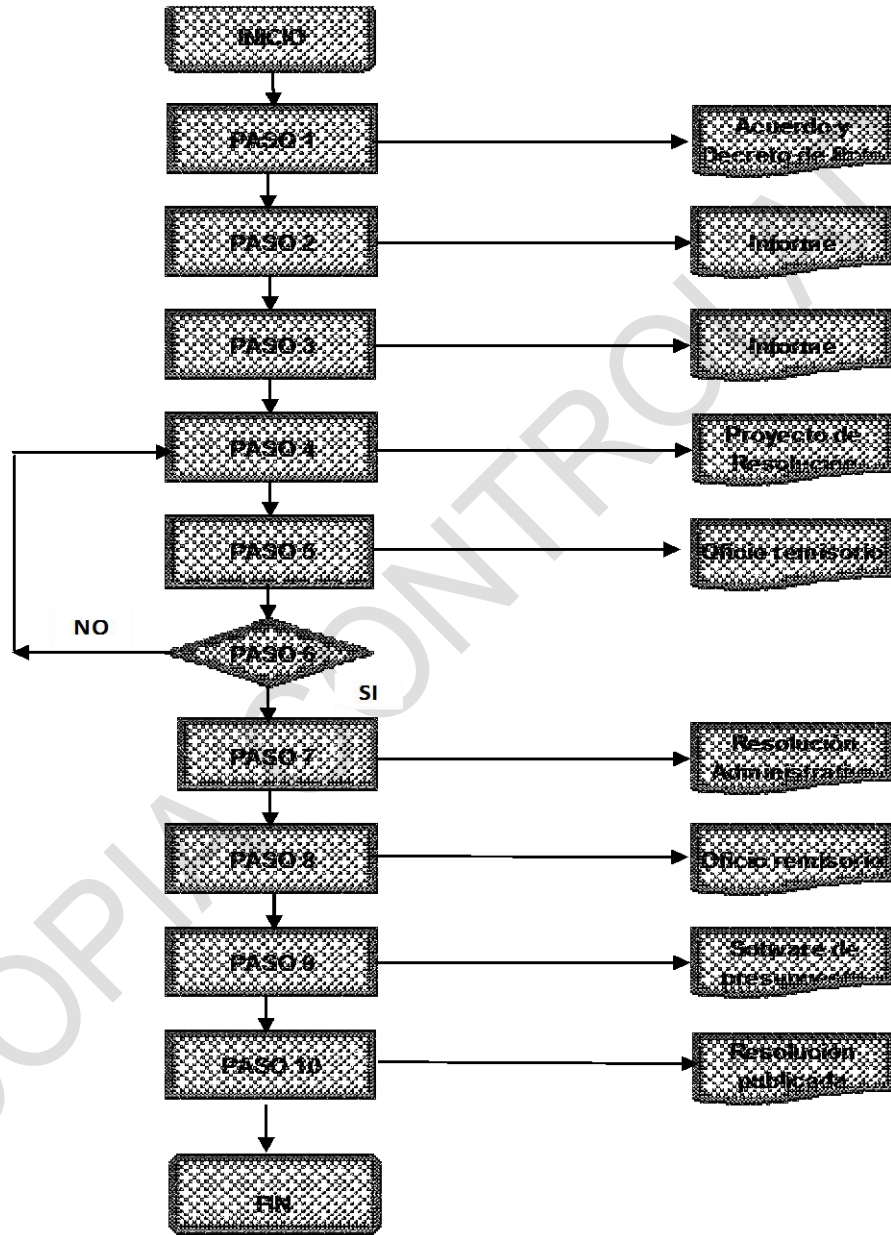 INICIO
PASO 1
Acuerdo y
Decreto de
PASO 2
Informe
PASO 3
Informe
PASO 4
Proyecto de
Resolución
PASO 5
Oficio remisorio
NO
PASO 6
SI
PASO 7
Resolución
Administrativa
PASO 8
Oficio remisorio
PASO 9
Sotware de
presupuesto
PASO 10
Resolución
publicada
FIN
COPIA CONTROLA